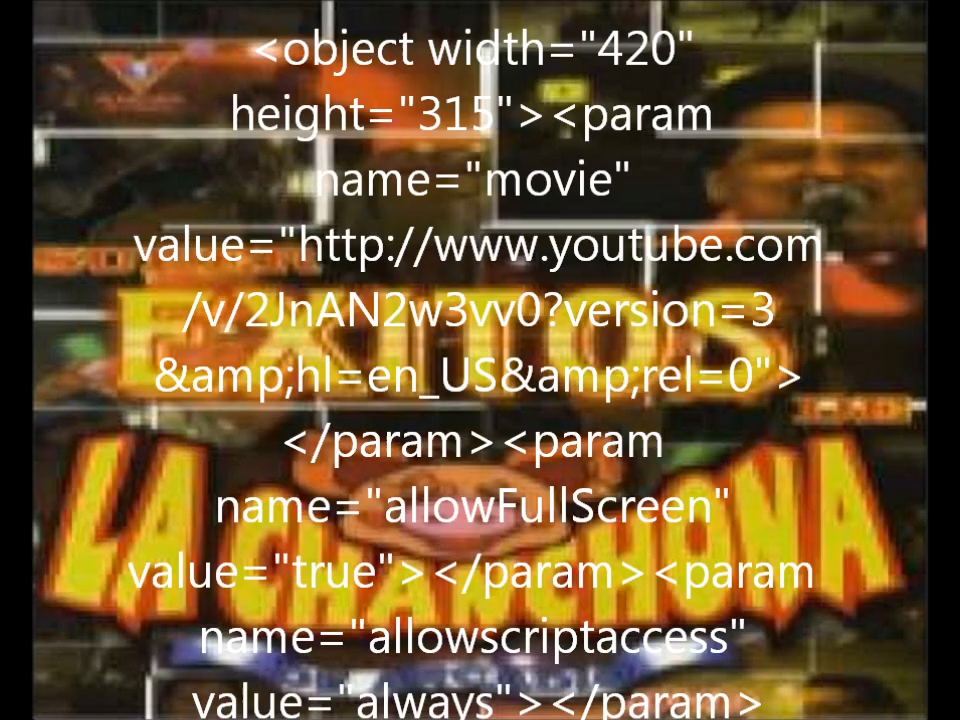 <object width="420"
height="315"><param
name="movie"
value="http://www.youtube.com
/v/2JnAN2w3vv0?version=3
&amp;hl=en_US&amp;rel=0">
</param><param
name="allowFullScreen"
value="true"></param><param
name="allowscriptaccess"
value="always"></param>
EXITOS
LA CHANCHONA